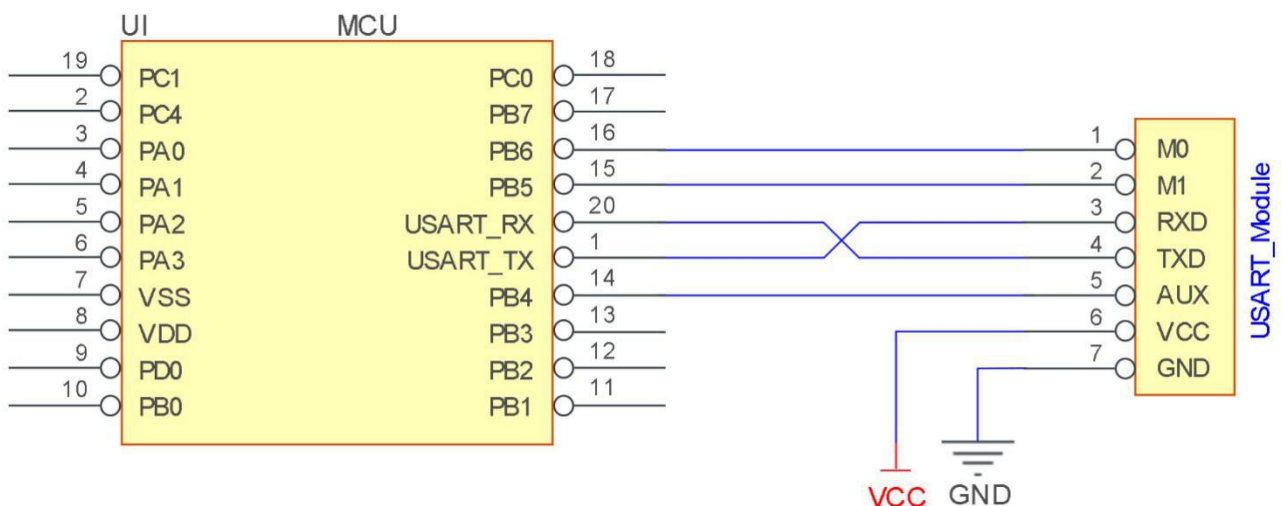 UI MCU
19 PC1 PC0 18
2 PC4 PB7 17
3 PA0 PB6 16 1 M0
4 PA1 PB5 15 2 M1
5 PA2 USART_RX 20 3 RXD
6 PA3 USART_TX 1 4 TXD
7 VSS PB4 14 5 AUX
8 VDD PB3 13 6 VCC
9 PD0 PB2 12 7 GND
10 PB0 PB1 11
USART_Module
VCC GND